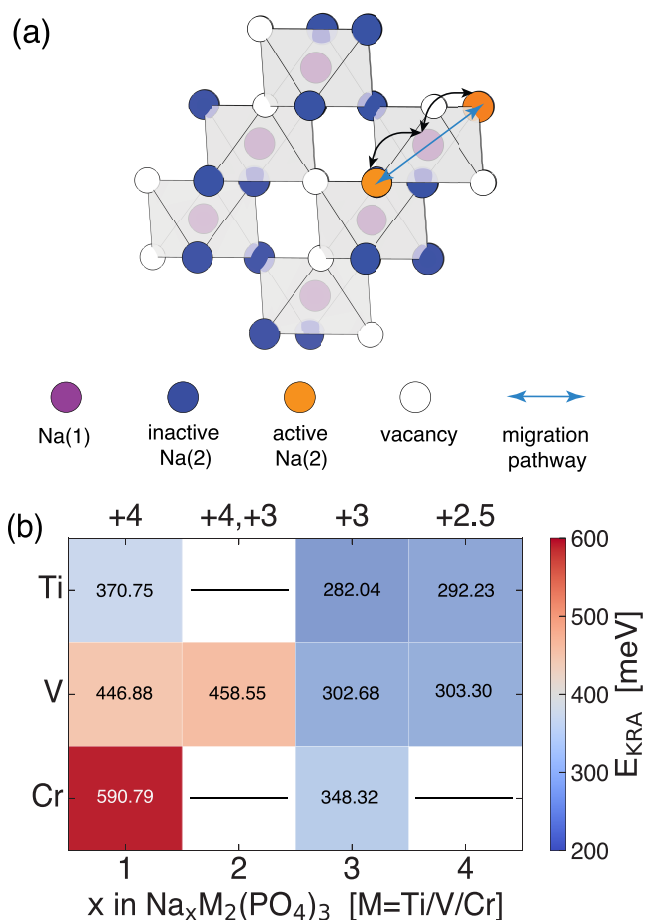 (a)
Na(1)
inactive
Na(2)
active
Na(2)
vacancy
migration
pathway
(b)
+4 +4,+3 +3 +2.5
Ti 370.75 282.04 292.23
V 446.88 458.55 302.68 303.30
Cr 590.79 348.32
1 2 3 4
x in NaₓM₂(PO₄)₃ [M=Ti/V/Cr]
600
500
400
300
200
E_KRA [meV]